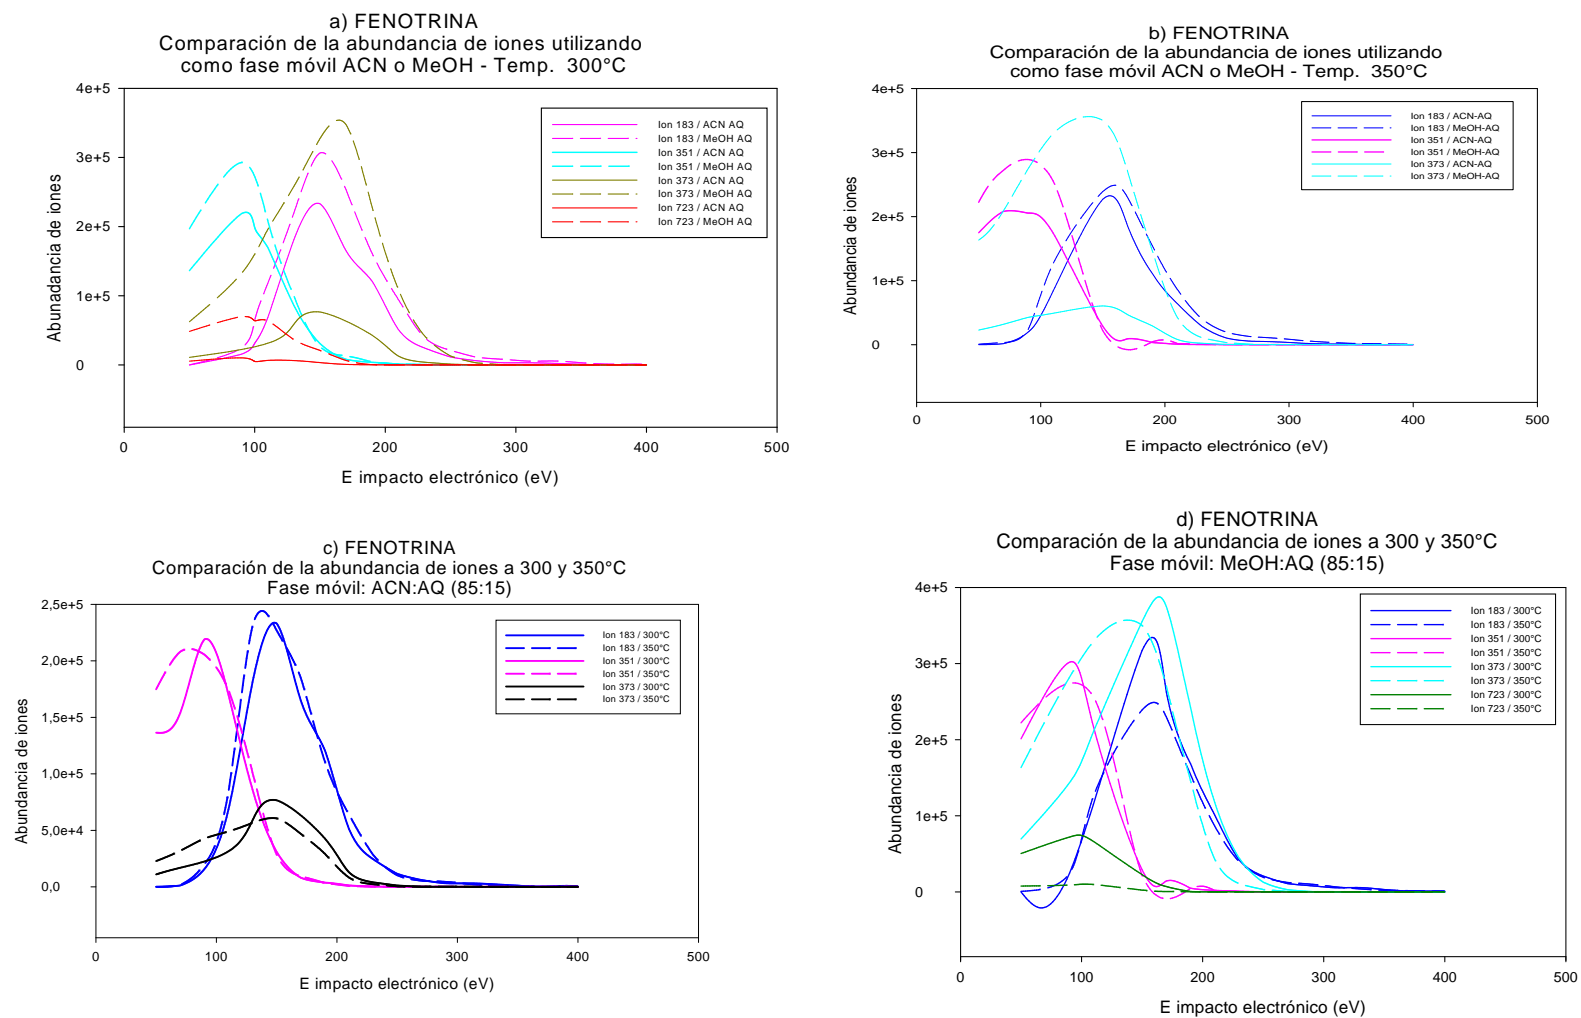 a) FENOTRINA
Comparación de la abundancia de iones utilizando
como fase móvil ACN o MeOH - Temp. 300°C
4e+5
3e+5
2e+5
1e+5
0
Abunadancia de iones
Ion 183 / ACN AQ
Ion 183 / MeOH AQ
Ion 351 / ACN AQ
Ion 351 / MeOH AQ
Ion 373 / ACN AQ
Ion 373 / MeOH AQ
Ion 723 / ACN AQ
Ion 723 / MeOH AQ
0 100 200 300 400 500
E impacto electrónico (eV)
b) FENOTRINA
Comparación de la abundancia de iones utilizando
como fase móvil ACN o MeOH - Temp. 350°C
4e+5
3e+5
2e+5
1e+5
0
Abundancia de iones
Ion 183 / ACN-AQ
Ion 183 / MeOH-AQ
Ion 351 / ACN-AQ
Ion 351 / MeOH-AQ
Ion 373 / ACN-AQ
Ion 373 / MeOH-AQ
0 100 200 300 400 500
E impacto electrónico (eV)
c) FENOTRINA
Comparación de la abundancia de iones a 300 y 350°C
Fase móvil: ACN:AQ (85:15)
2,5e+5
2,0e+5
1,5e+5
1,0e+5
5,0e+4
0,0
Abundancia de iones
Ion 183 / 300°C
Ion 183 / 350°C
Ion 351 / 300°C
Ion 351 / 350°C
Ion 373 / 300°C
Ion 373 / 350°C
0 100 200 300 400 500
E impacto electrónico (eV)
d) FENOTRINA
Comparación de la abundancia de iones a 300 y 350°C
Fase móvil: MeOH:AQ (85:15)
4e+5
3e+5
2e+5
1e+5
0
Abundancia de iones
Ion 183 / 300°C
Ion 183 / 350°C
Ion 351 / 300°C
Ion 351 / 350°C
Ion 373 / 300°C
Ion 373 / 350°C
Ion 723 / 300°C
Ion 723 / 350°C
0 100 200 300 400 500
E impacto electrónico (eV)